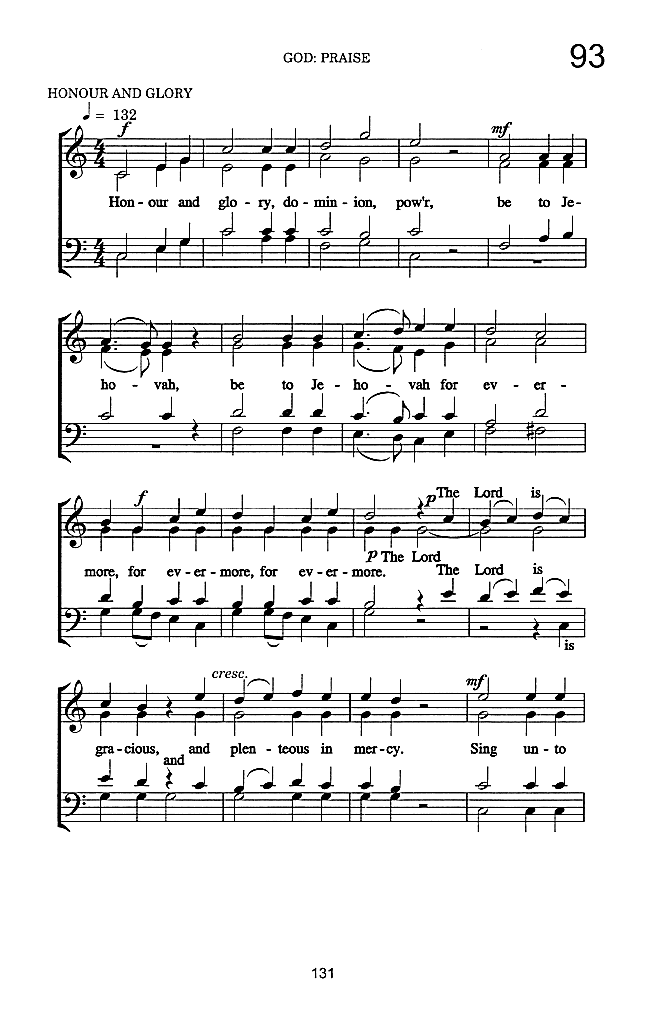 GOD: PRAISE
93
HONOUR AND GLORY
♩ = 132
f
mf
Hon - our and glo - ry, do - min - ion, pow'r, be to Je-
ho - vah, be to Je - ho - vah for ev - er -
f
p The Lord is
p The Lord
more, for ev - er - more, for ev - er - more. The Lord is
is
cresc.
mf
gra - cious, and plen - teous in mer - cy. Sing un - to
and
131